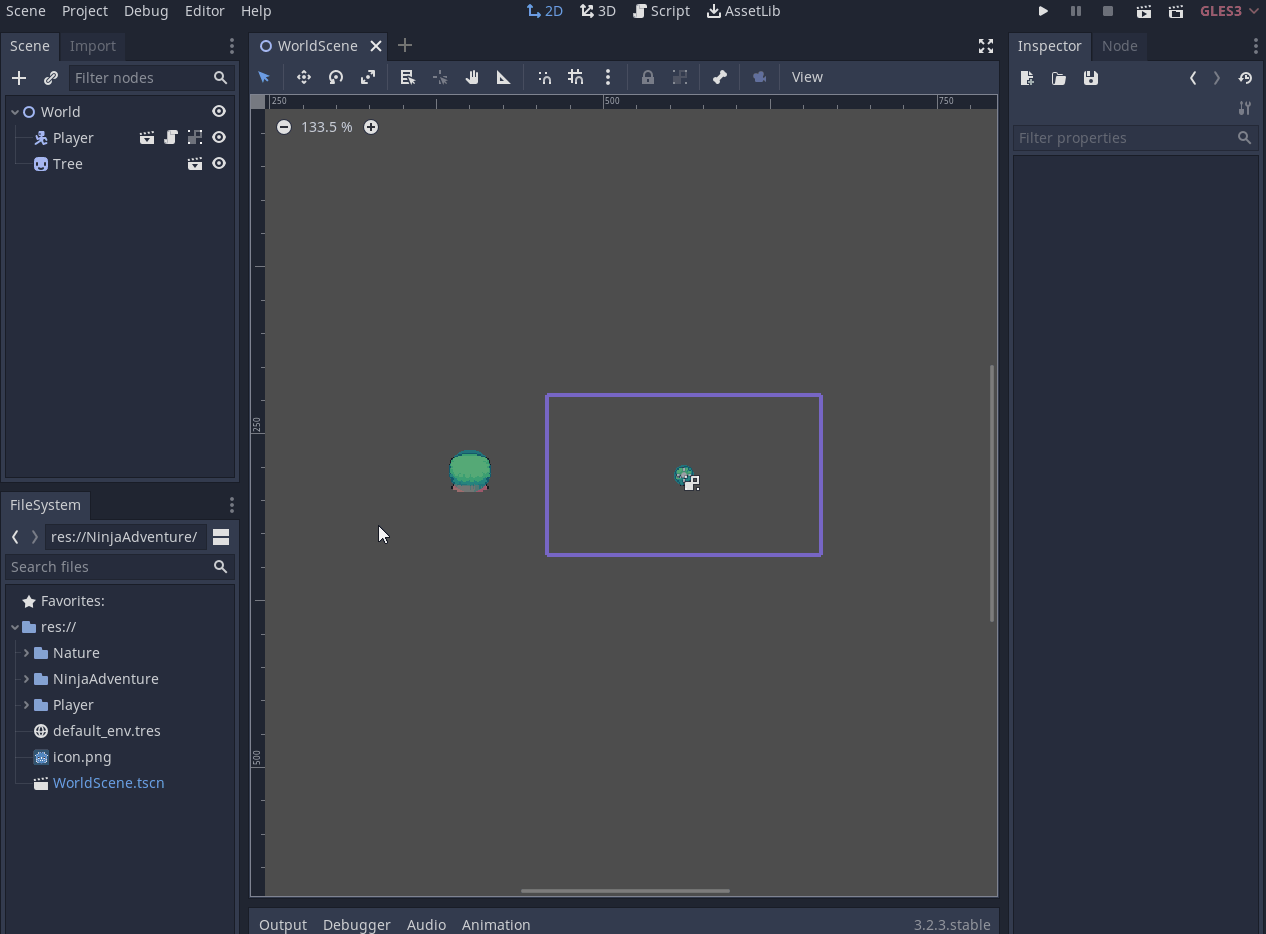 Scene Project Debug Editor Help 2D 3D Script AssetLib GLES3
Scene Import
WorldScene
Inspector Node
Filter nodes
View
World
Player
Tree
250 500 750
133.5 %
Filter properties
250
500
FileSystem
res://NinjaAdventure/
Search files
Favorites:
res://
Nature
NinjaAdventure
Player
default_env.tres
icon.png
WorldScene.tscn
Output Debugger Audio Animation 3.2.3.stable